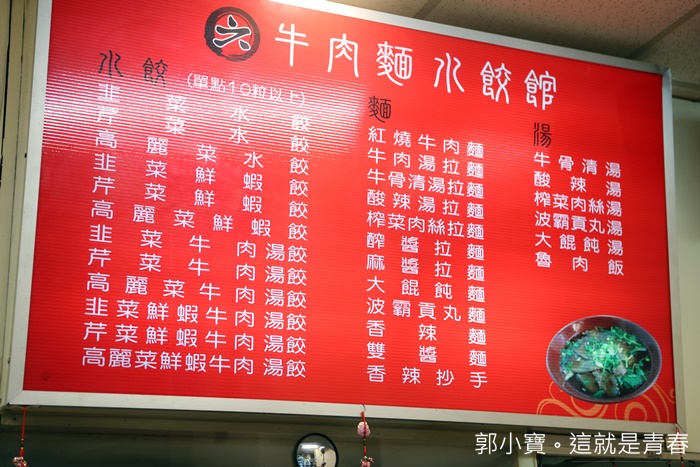 六 牛肉麵水餃館
水餃 (單點10粒以上)
韭菜水餃
芹菜水餃
高麗菜水餃
韭菜鮮蝦餃
芹菜鮮蝦餃
高麗菜鮮蝦餃
韭菜牛肉湯餃
芹菜牛肉湯餃
高麗菜牛肉湯餃
韭菜鮮蝦牛肉湯餃
芹菜鮮蝦牛肉湯餃
高麗菜鮮蝦牛肉湯餃
麵
紅燒牛肉麵
牛肉湯拉麵
牛骨清湯拉麵
酸辣湯拉麵
榨菜肉絲拉麵
醡醬拉麵
麻醬拉麵
大餛飩麵
波霸貢丸麵
香辣麵
雙醬麵
香辣抄手
湯
牛骨清湯
酸辣湯
榨菜肉絲湯
波霸貢丸湯
大餛飩湯
魯肉飯
郭小寶。這就是青春